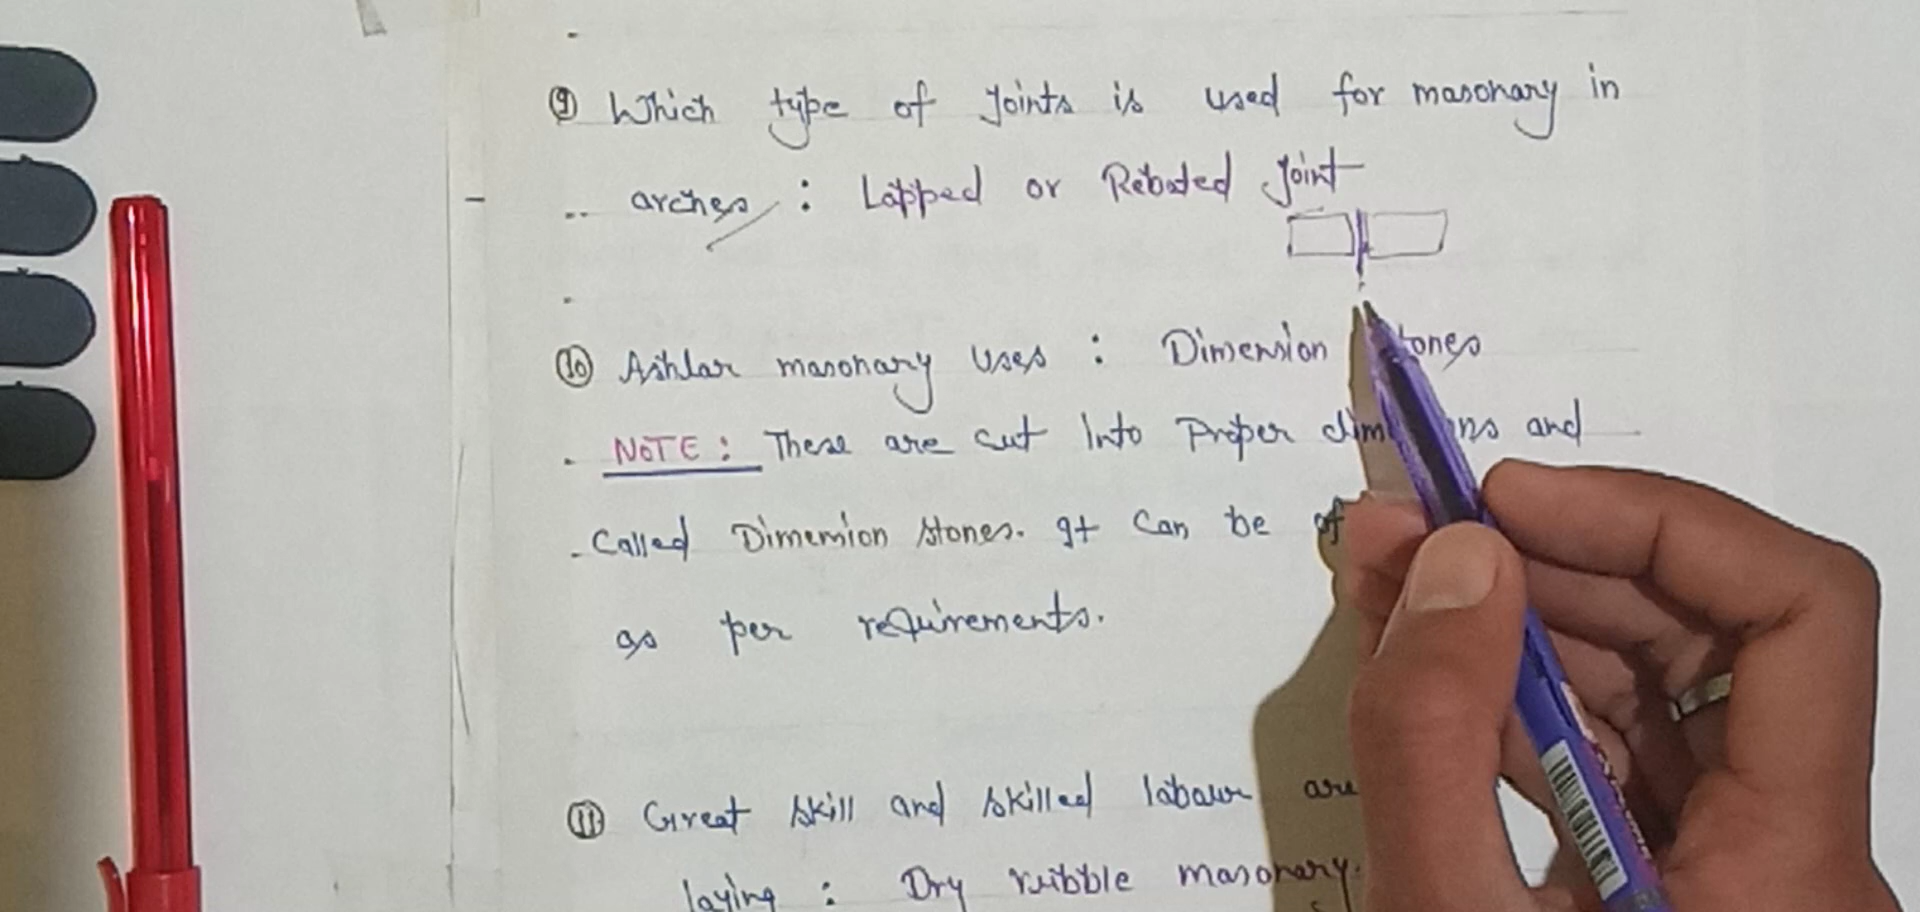 ⑨ Which type of Joints is used for masonary in
arches : Lapped or Rebated Joint
⑩ Ashlar masonary uses : Dimension
NOTE : These are cut Into Proper and
Called Dimemion stones. It can be of
as per requirements.
⑪ Great skill and skilled labour are
laying : Dry rubble masonary.